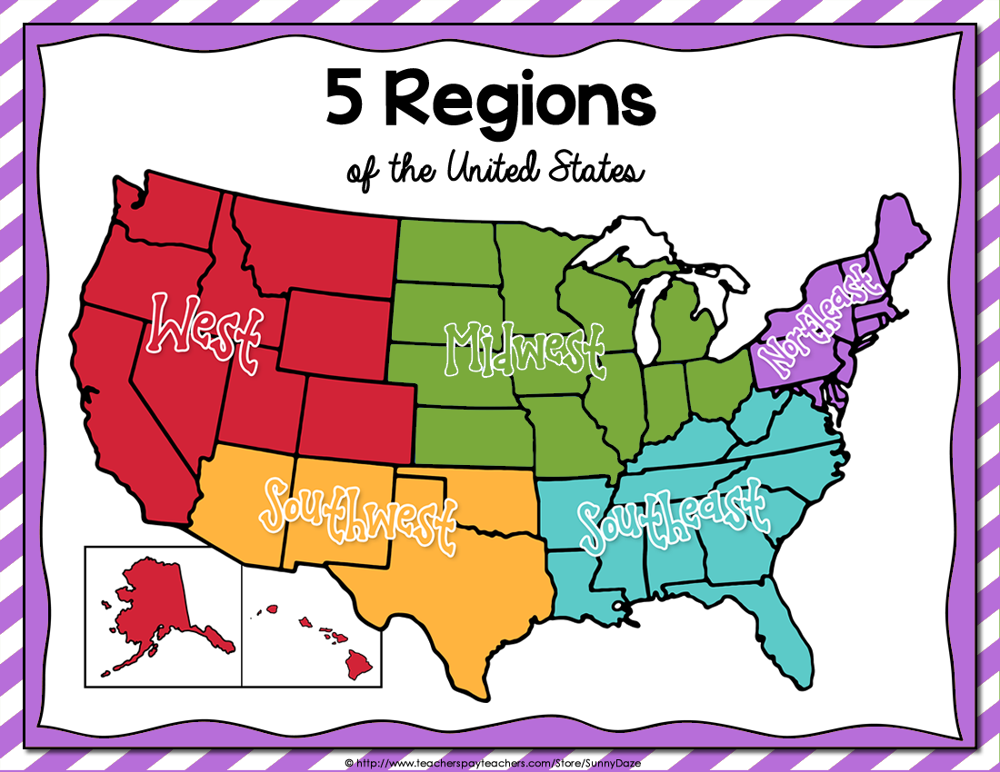 5 Regions
of the United States
West
Midwest
Northeast
Southwest
Southeast
© http://www.teacherspayteachers.com/Store/SunnyDaze